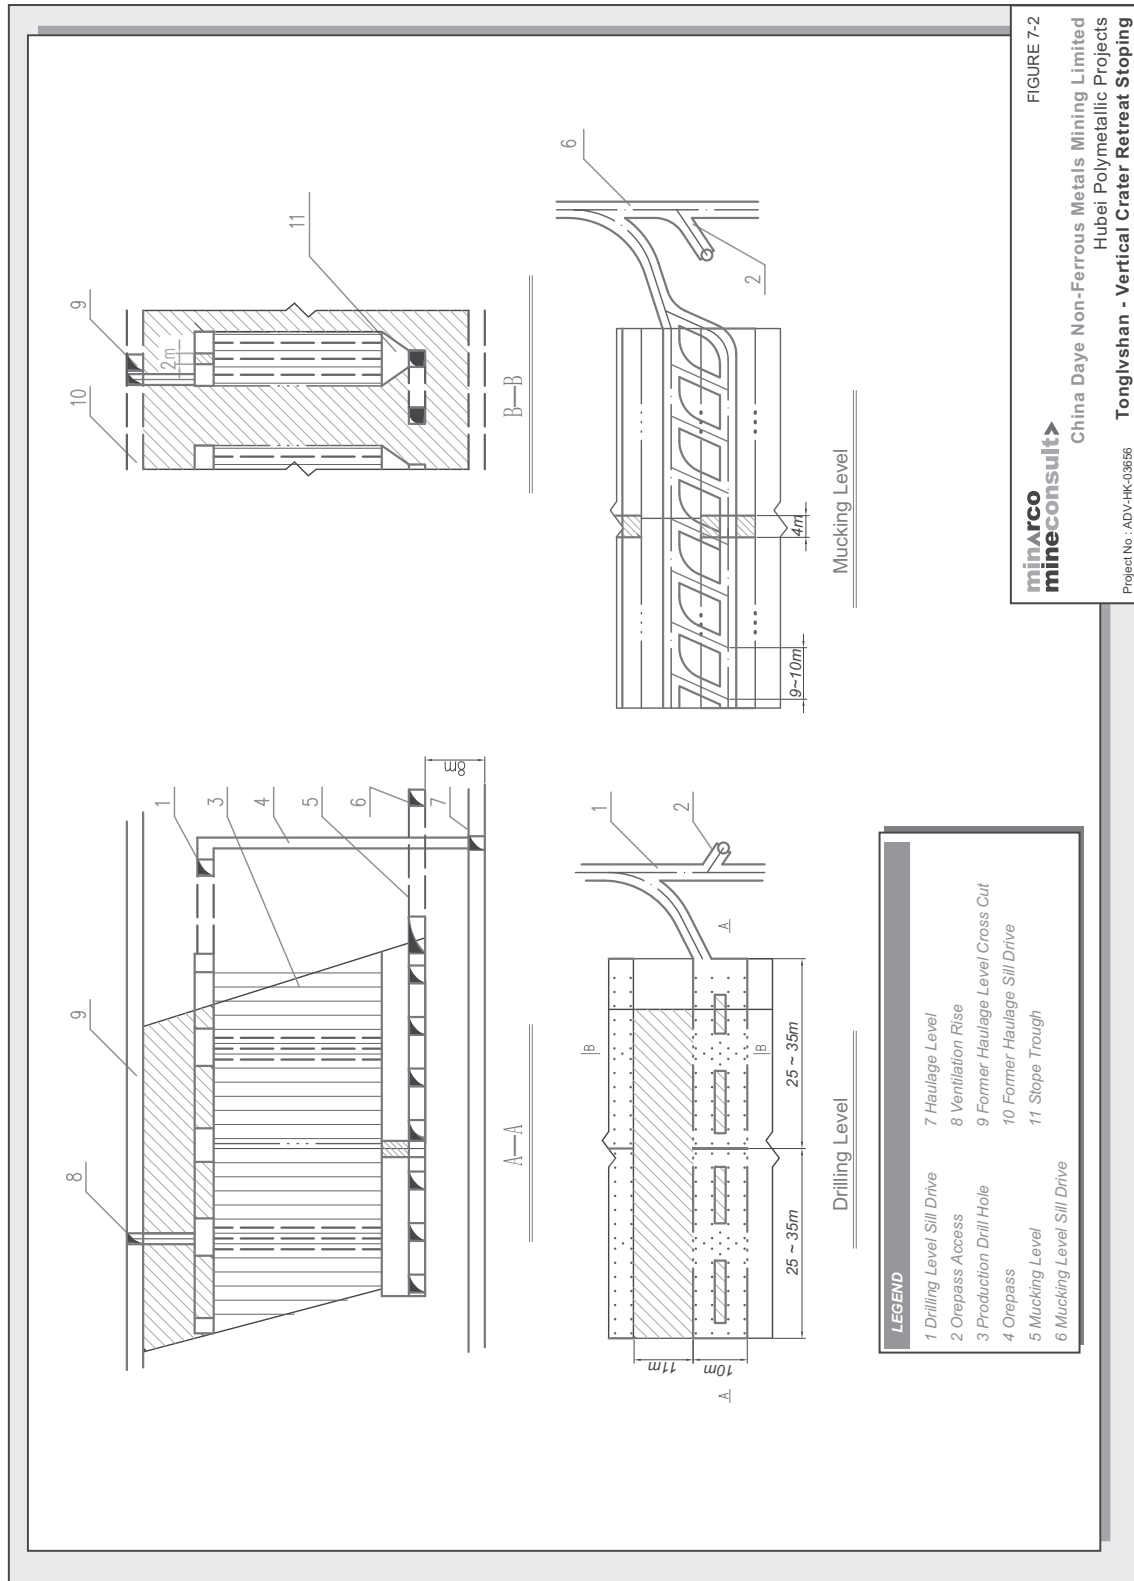 8
9
1
3
4
5
6
7
8m
A—A
10
9
2m
11
B—B
B
B
11m
10m
A
A
25 ~ 35m
25 ~ 35m
1
2
Drilling Level
6
2
9~10m
4m
Mucking Level
LEGEND
1 Drilling Level Sill Drive
2 Orepass Access
3 Production Drill Hole
4 Orepass
5 Mucking Level
6 Mucking Level Sill Drive
7 Haulage Level
8 Ventilation Rise
9 Former Haulage Level Cross Cut
10 Former Haulage Sill Drive
11 Stope Trough
minarco
mineconsult>
FIGURE 7-2
China Daye Non-Ferrous Metals Mining Limited
Hubei Polymetallic Projects
Project No : ADV-HK-03656
Tonglvshan - Vertical Crater Retreat Stoping